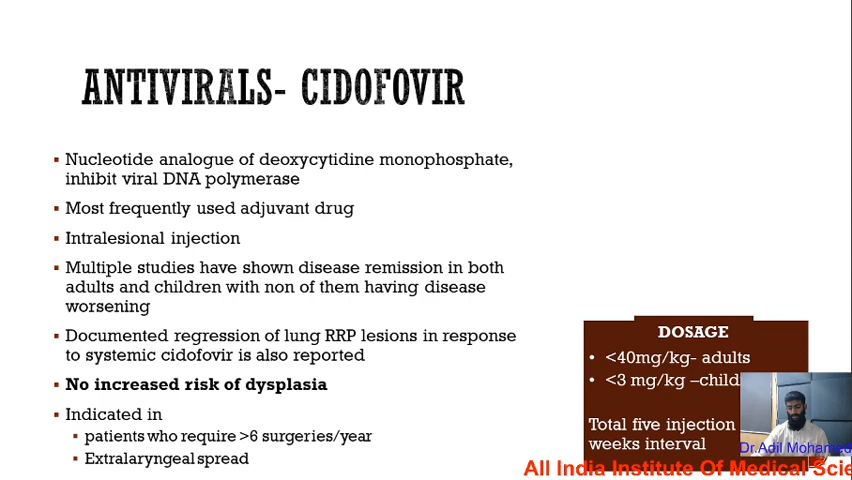 ANTIVIRALS- CIDOFOVIR
▪ Nucleotide analogue of deoxycytidine monophosphate,
inhibit viral DNA polymerase
▪ Most frequently used adjuvant drug
▪ Intralesional injection
▪ Multiple studies have shown disease remission in both
adults and children with non of them having disease
worsening
▪ Documented regression of lung RRP lesions in response
to systemic cidofovir is also reported
▪ No increased risk of dysplasia
▪ Indicated in
▪ patients who require >6 surgeries/year
▪ Extralaryngeal spread
DOSAGE
• <40mg/kg- adults
• <3 mg/kg –child
Total five injection
weeks interval
Dr.Adil Mohamed
All India Institute Of Medical Scie